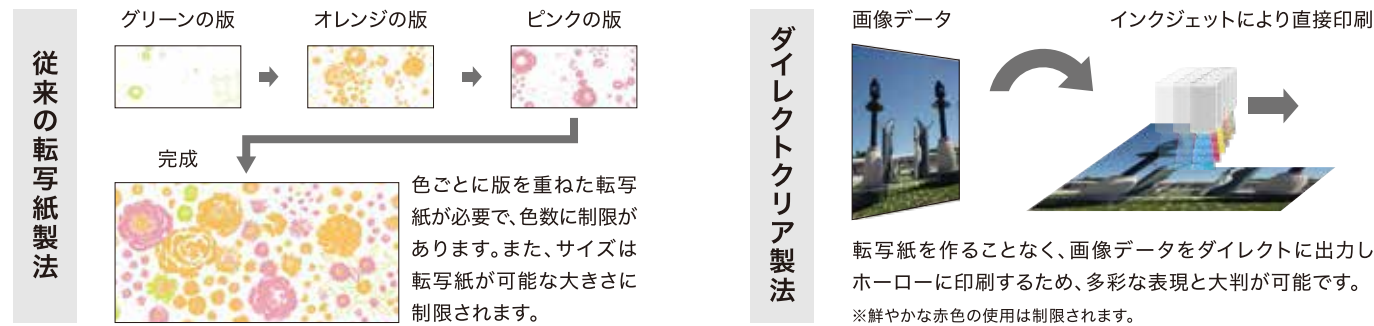 従来の転写紙製法
グリーンの版
オレンジの版
ピンクの版
完成
色ごとに版を重ねた転写
紙が必要で、色数に制限が
あります。また、サイズは
転写紙が可能な大きさに
制限されます。
ダイレクトクリア製法
画像データ
インクジェットにより直接印刷
転写紙を作ることなく、画像データをダイレクトに出力し
ホーローに印刷するため、多彩な表現と大判が可能です。
※鮮やかな赤色の使用は制限されます。